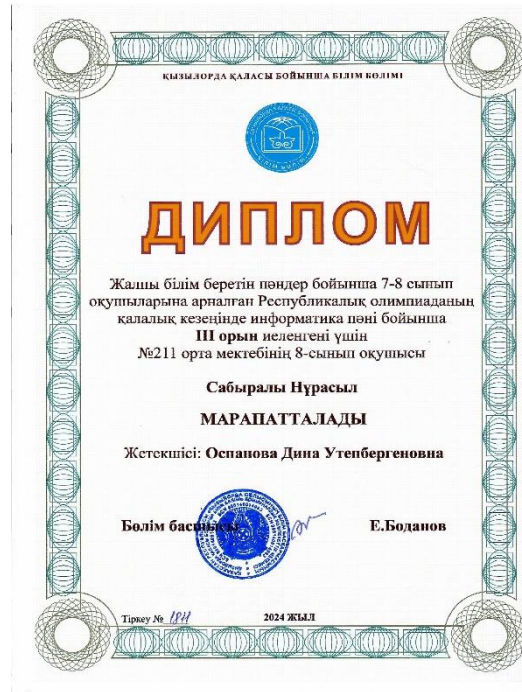 ҚЫЗЫЛОРДА ҚАЛАСЫ БОЙЫНША БІЛІМ БӨЛІМІ
ДИПЛОМ
Жалпы білім беретін пәндер бойынша 7-8 сынып
оқушыларына арналған Республикалық олимпиаданың
қалалық кезеңінде информатика пәні бойынша
III орын иеленгені үшін
№211 орта мектебінің 8-сынып оқушысы
Сабыралы Нұрасыл
МАРАПАТТАЛАДЫ
Жетекшісі: Оспанова Дина Утепбергеновна
Бөлім басшысы Е.Боданов
Тіркеу №
2024 ЖЫЛ